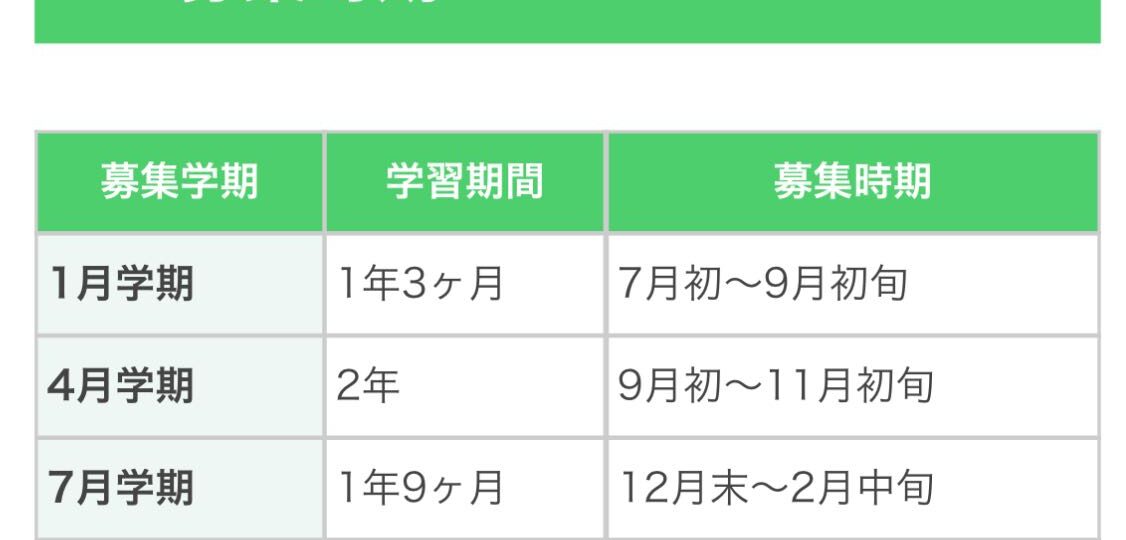 募集学期 学習期間 募集時期
1月学期 1年3ヶ月 7月初〜9月初旬
4月学期 2年 9月初〜11月初旬
7月学期 1年9ヶ月 12月末〜2月中旬